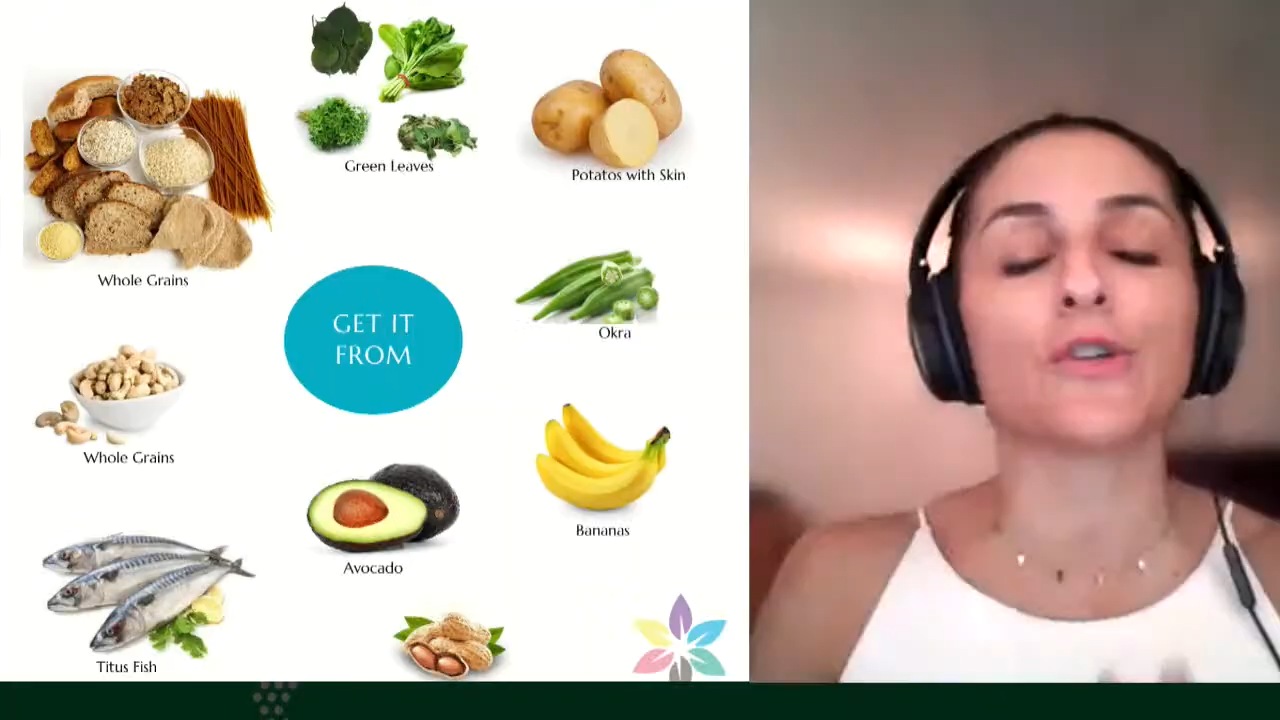 Green Leaves
Potatos with Skin
Whole Grains
Okra
GET IT
FROM
Whole Grains
Bananas
Avocado
Titus Fish